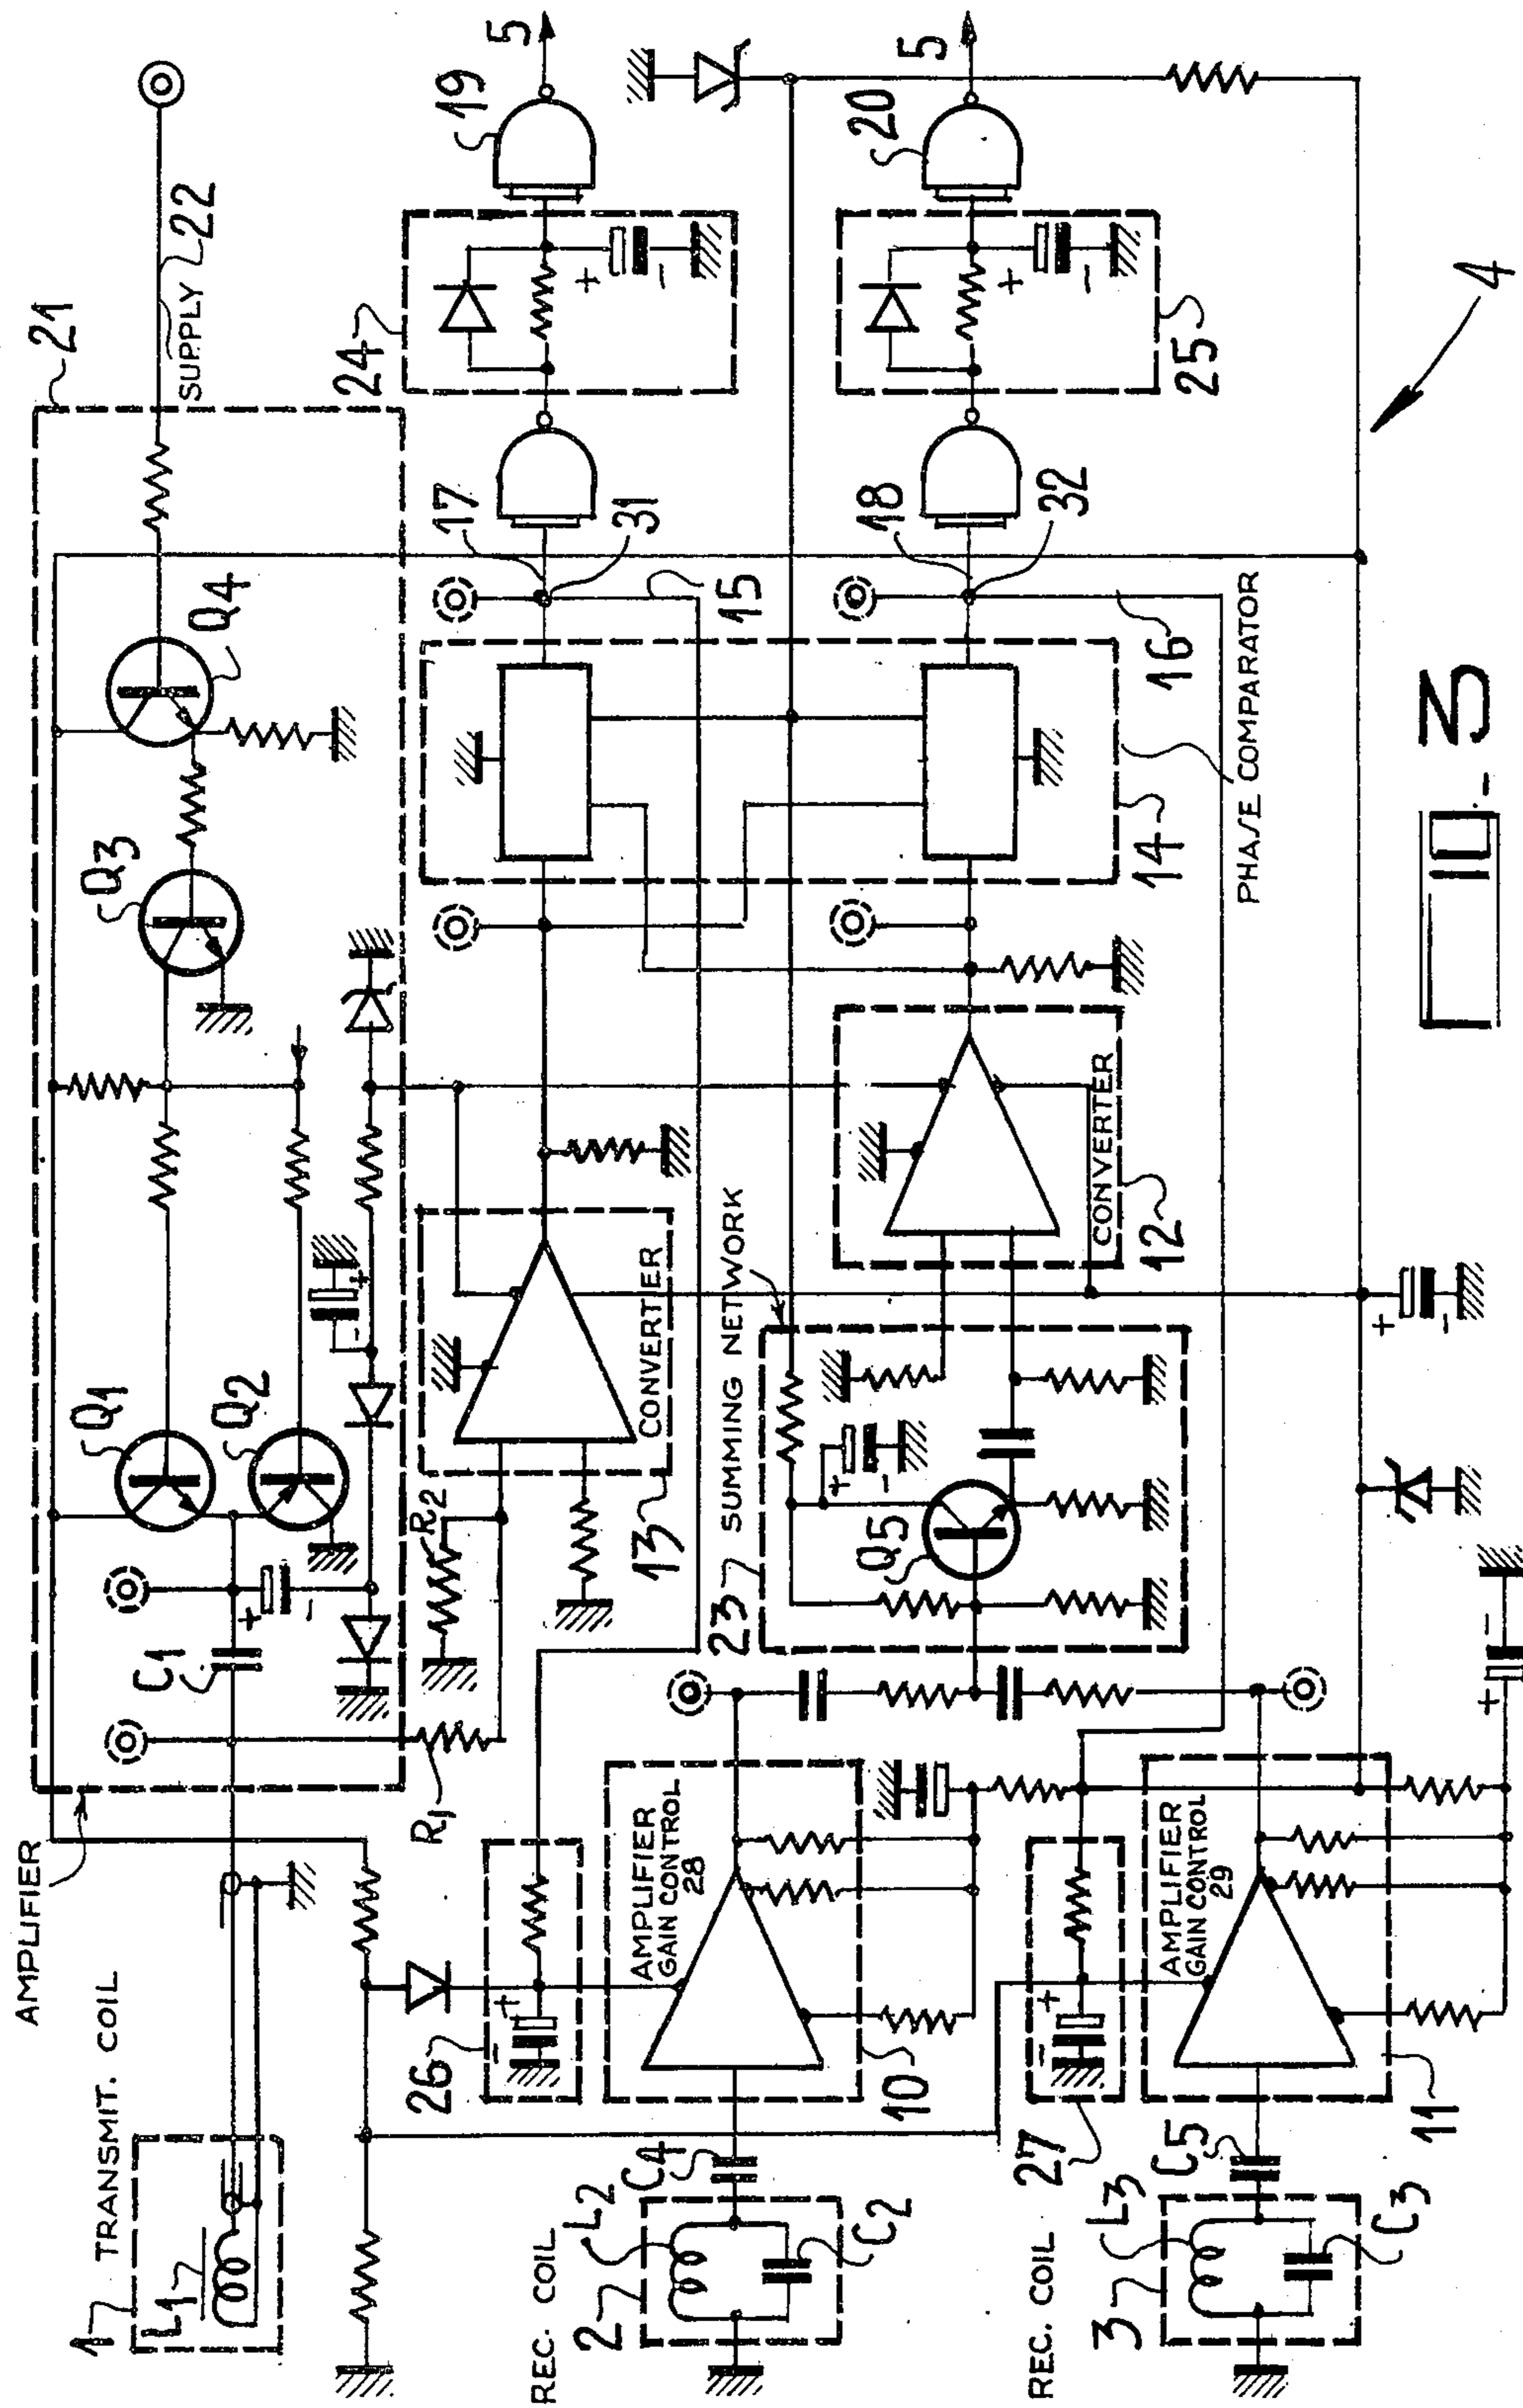 AMPLIFIER
21
SUPPLY
22
1 TRANSMIT. COIL
L1
C1
Q1
Q2
Q3
Q4
R1
R2
24
19
5
17
31
15
13
CONVERTIER
26
AMPLIFIER
GAIN CONTROL
28
10
REC. COIL
2
L2
C2
C4
23
SUMMING NETWORK
Q5
CONVERTER
12
14
PHASE COMPARATOR
16
18
32
25
20
5
27
AMPLIFIER
GAIN CONTROL
29
11
REC. COIL
3
L3
C3
C5
4
FIG_3